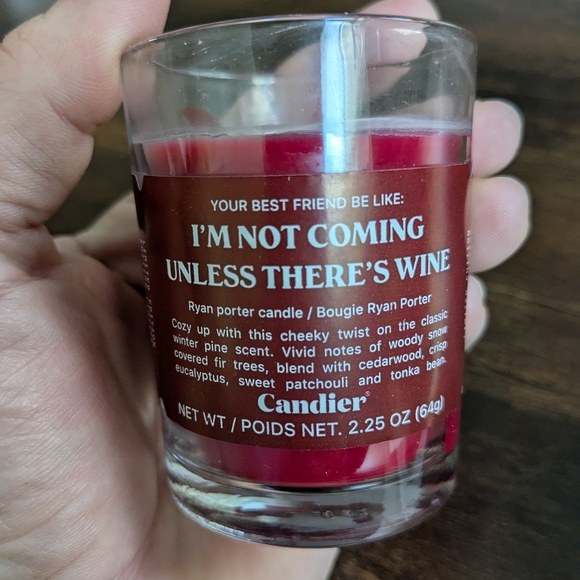 YOUR BEST FRIEND BE LIKE:
I'M NOT COMING
UNLESS THERE'S WINE
Ryan porter candle / Bougie Ryan Porter
Cozy up with this cheeky twist on the classic
winter pine scent. Vivid notes of woody snow
covered fir trees, blend with cedarwood, crisp
eucalyptus, sweet patchouli and tonka bean.
Candier®
NET WT / POIDS NET. 2.25 OZ (64g)